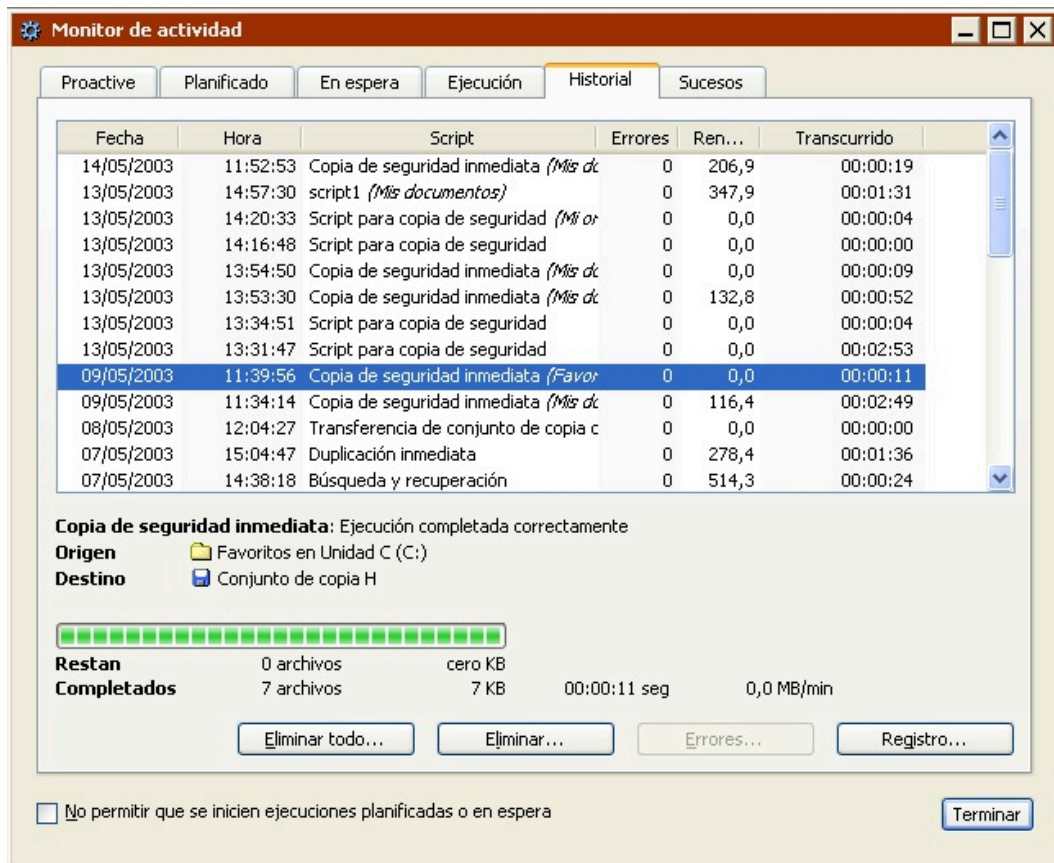 Monitor de actividad
Proactive Planificado En espera Ejecución Historial Sucesos
Fecha Hora Script Errores Ren... Transcurrido
14/05/2003 11:52:53 Copia de seguridad inmediata (Mis dc 0 206,9 00:00:19
13/05/2003 14:57:30 script1 (Mis documentos) 0 347,9 00:01:31
13/05/2003 14:20:33 Script para copia de seguridad (Mi or 0 0,0 00:00:04
13/05/2003 14:16:48 Script para copia de seguridad 0 0,0 00:00:00
13/05/2003 13:54:50 Copia de seguridad inmediata (Mis dc 0 0,0 00:00:09
13/05/2003 13:53:30 Copia de seguridad inmediata (Mis dc 0 132,8 00:00:52
13/05/2003 13:34:51 Script para copia de seguridad 0 0,0 00:00:04
13/05/2003 13:31:47 Script para copia de seguridad 0 0,0 00:02:53
09/05/2003 11:39:56 Copia de seguridad inmediata (Favor 0 0,0 00:00:11
09/05/2003 11:34:14 Copia de seguridad inmediata (Mis dc 0 116,4 00:02:49
08/05/2003 12:04:27 Transferencia de conjunto de copia c 0 0,0 00:00:00
07/05/2003 15:04:47 Duplicación inmediata 0 278,4 00:01:36
07/05/2003 14:38:18 Búsqueda y recuperación 0 514,3 00:00:24
Copia de seguridad inmediata: Ejecución completada correctamente
Origen Favoritos en Unidad C (C:)
Destino Conjunto de copia H
Restan 0 archivos cero KB
Completados 7 archivos 7 KB 00:00:11 seg 0,0 MB/min
Eliminar todo... Eliminar... Errores... Registro...
No permitir que se inicien ejecuciones planificadas o en espera Terminar